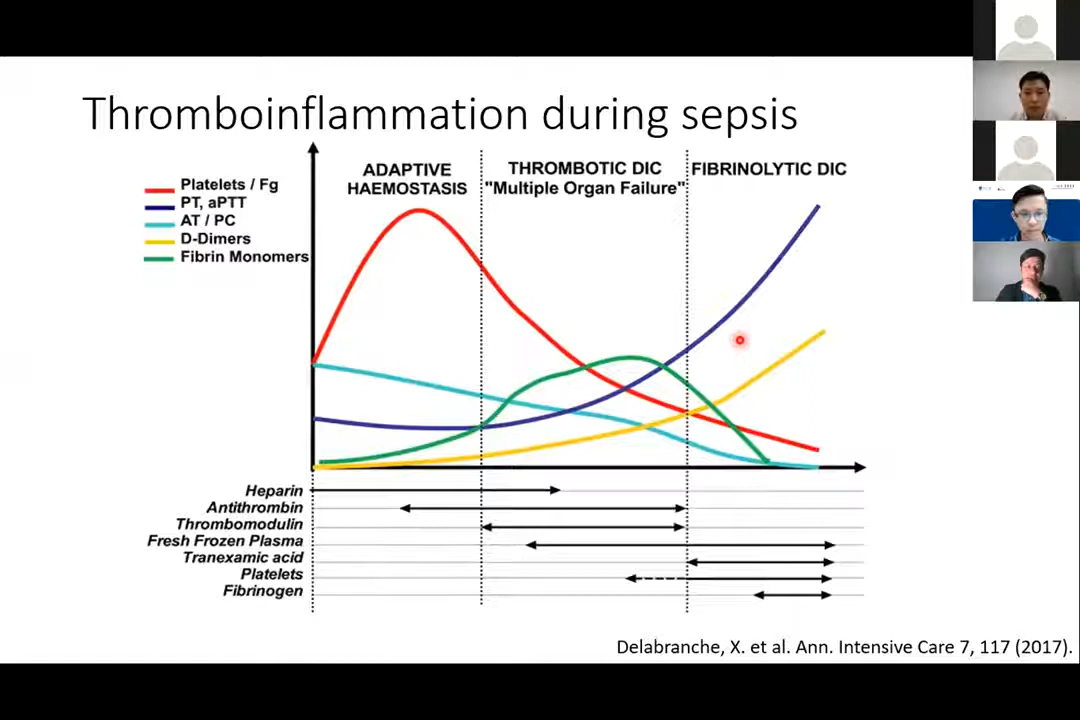 Thromboinflammation during sepsis
Platelets / Fg
PT, aPTT
AT / PC
D-Dimers
Fibrin Monomers
ADAPTIVE
HAEMOSTASIS
THROMBOTIC DIC
"Multiple Organ Failure"
FIBRINOLYTIC DIC
Heparin
Antithrombin
Thrombomodulin
Fresh Frozen Plasma
Tranexamic acid
Platelets
Fibrinogen
Delabranche, X. et al. Ann. Intensive Care 7, 117 (2017).